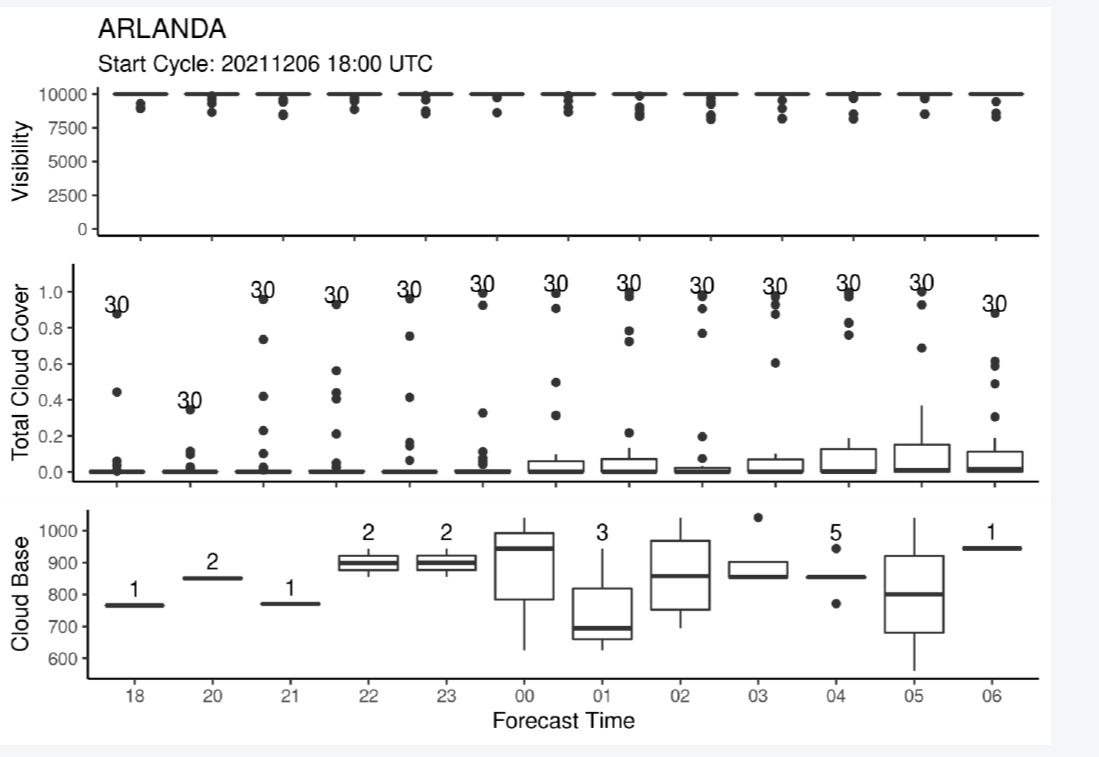 ARLANDA
Start Cycle: 20211206 18:00 UTC
Visibility
10000
7500
5000
2500
0
Total Cloud Cover
1.0
0.8
0.6
0.4
0.2
0.0
30 30 30 30 30 30 30 30 30 30 30 30 30
Cloud Base
1000
900
800
700
600
1 2 1 2 2 3 5 1
18 20 21 22 23 00 01 02 03 04 05 06
Forecast Time